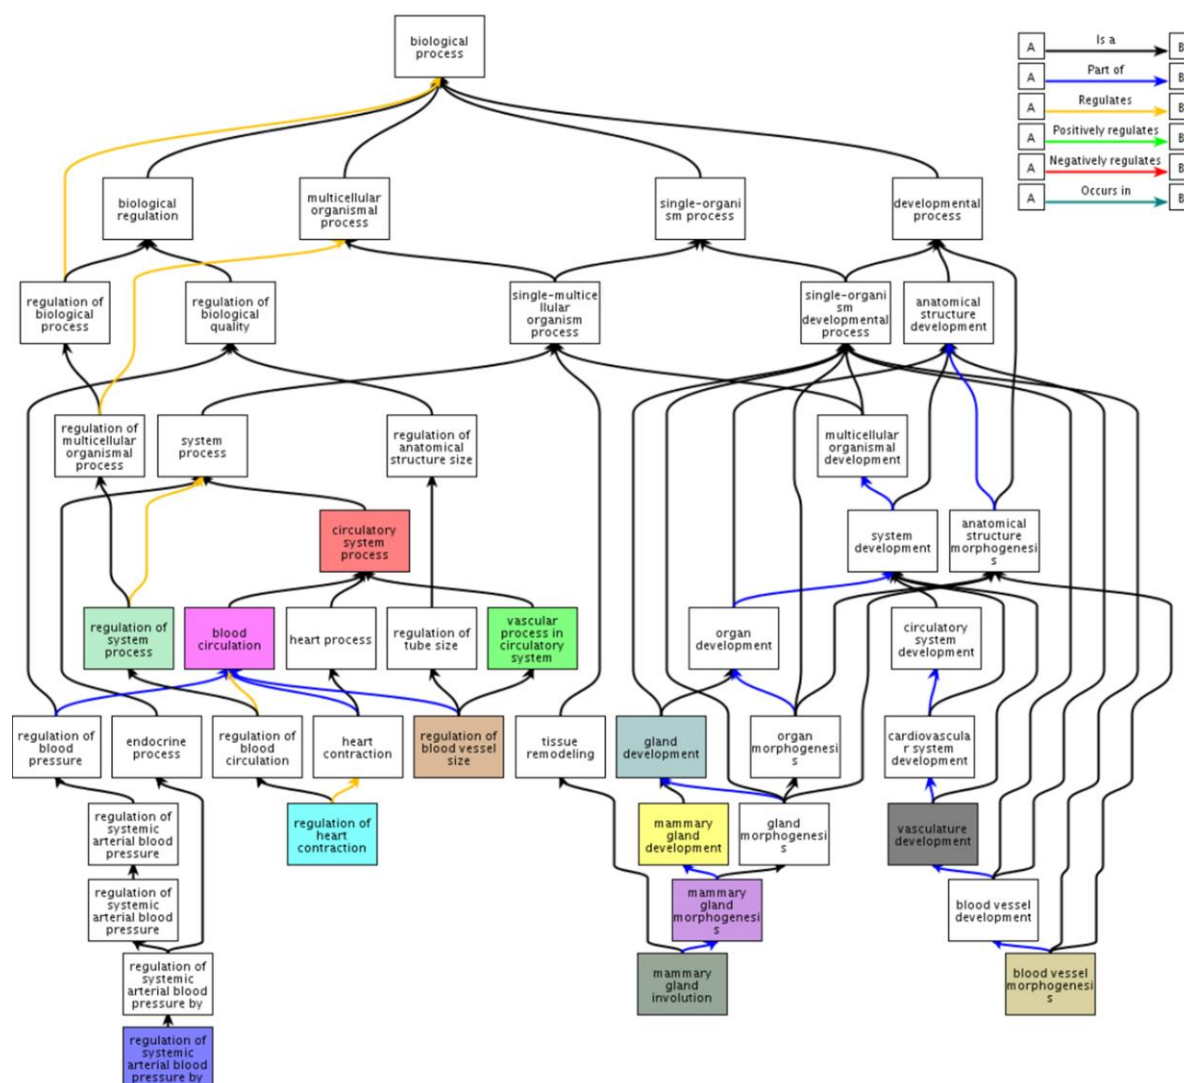 biological
process
A
Is a
B
A
Part of
B
A
Regulates
B
A
Positively regulates
B
A
Negatively regulates
B
A
Occurs in
B
biological
regulation
multicellular
organismal
process
single-organi
sm process
developmental
process
regulation of
biological
process
regulation of
biological
quality
single-multice
llular
organism
process
single-organi
sm
developmental
process
anatomical
structure
development
regulation of
multicellular
organismal
process
system
process
regulation of
anatomical
structure size
multicellular
organismal
development
circulatory
system
process
system
development
anatomical
structure
morphogenesi
s
regulation of
system
process
blood
circulation
heart process
regulation of
tube size
vascular
process in
circulatory
system
organ
development
circulatory
system
development
regulation of
blood
pressure
endocrine
process
regulation of
blood
circulation
heart
contraction
regulation of
blood vessel
size
tissue
remodeling
gland
development
organ
morphogenesi
s
cardiovascula
r system
development
regulation of
systemic
arterial blood
pressure
regulation of
heart
contraction
mammary
gland
development
gland
morphogenesi
s
vasculature
development
regulation of
systemic
arterial blood
pressure
mammary
gland
morphogenesi
s
blood vessel
development
regulation of
systemic
arterial blood
pressure by
mammary
gland
involution
blood vessel
morphogenesi
s
regulation of
systemic
arterial blood
pressure by